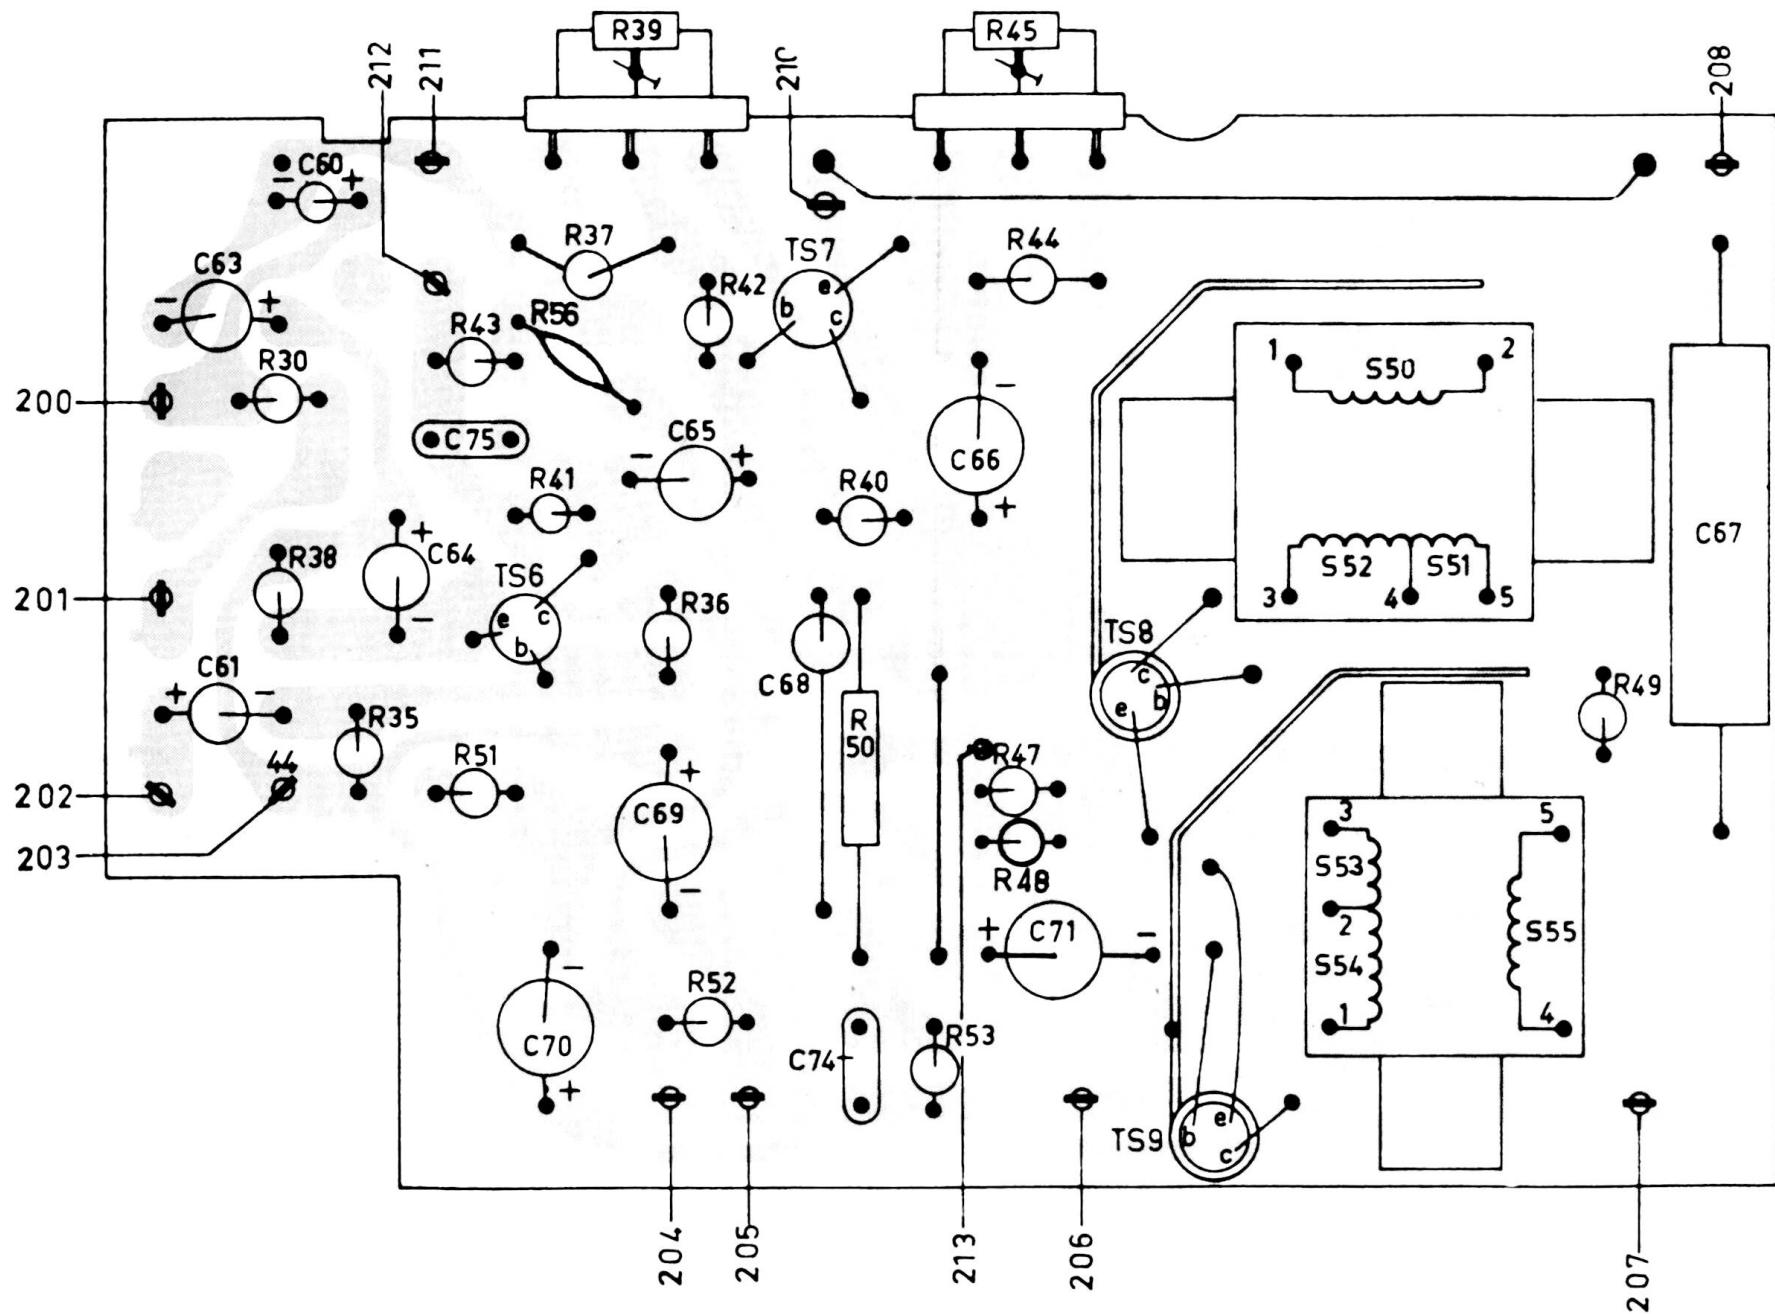 R39
R45
212
211
210
208
C60
- +
R37
TS7
R44
C63
- +
R42
e
b
c
R56
R43
1
2
S50
R30
-
200
C75
C65
- +
C66
R41
R40
+
C67
R38
+
C64
S52
S51
TS6
3
4
5
201
c
e
b
-
R36
TS8
C61
C68
c
b
e
+ -
R35
R
50
R49
44
R51
+
R47
202
C69
3
5
203
-
R48
S53
+
C71
-
2
S55
-
S54
R52
1
4
C70
C74
R53
+
TS9
b
e
c
204
205
213
206
207